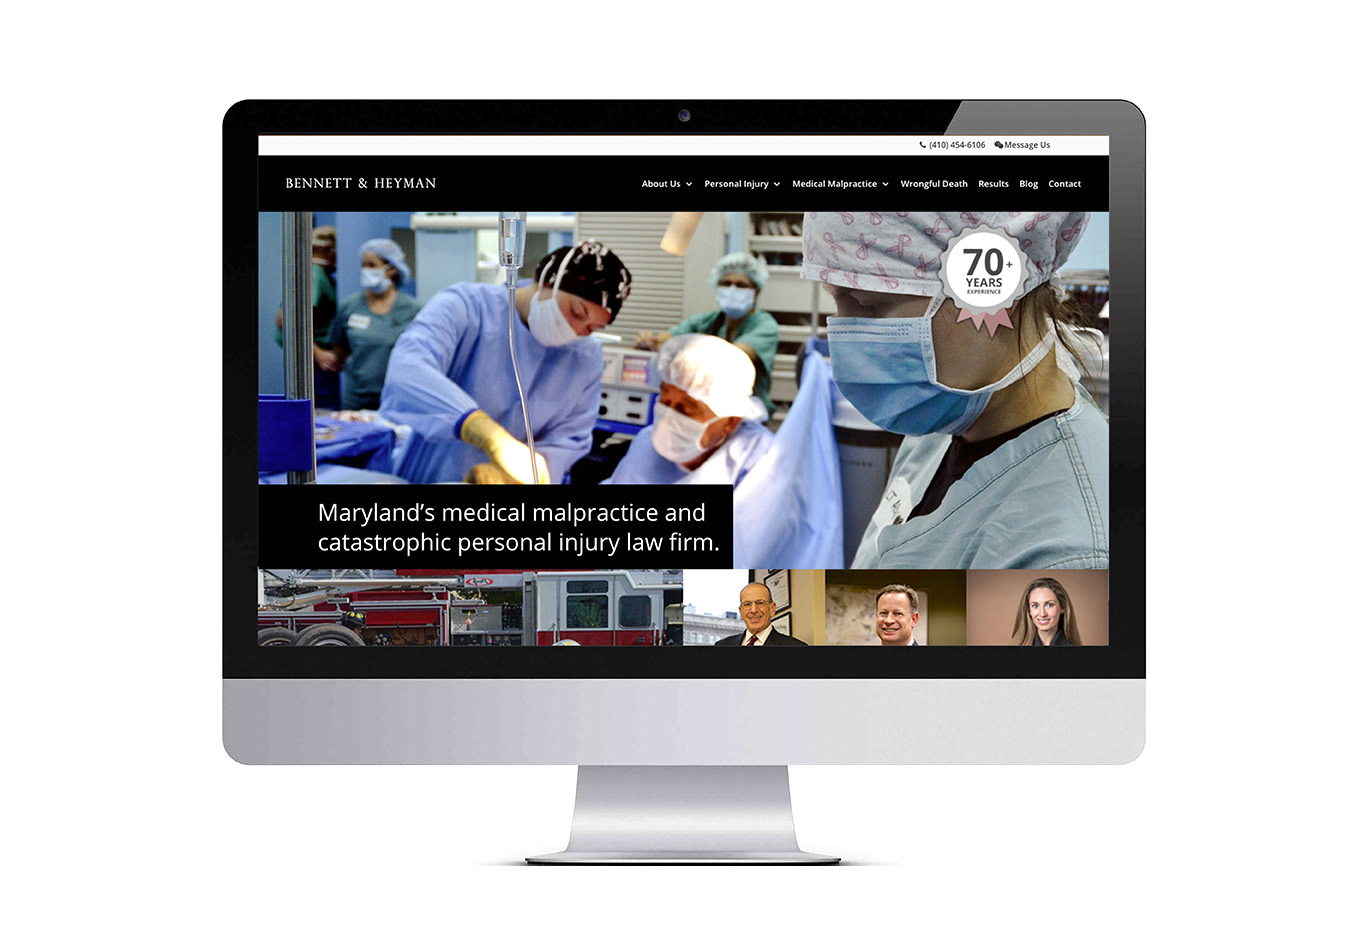 (410) 454-6106 Message Us
BENNETT & HEYMAN
About Us Personal Injury Medical Malpractice Wrongful Death Results Blog Contact
70+
YEARS
EXPERIENCE
Maryland’s medical malpractice and
catastrophic personal injury law firm.